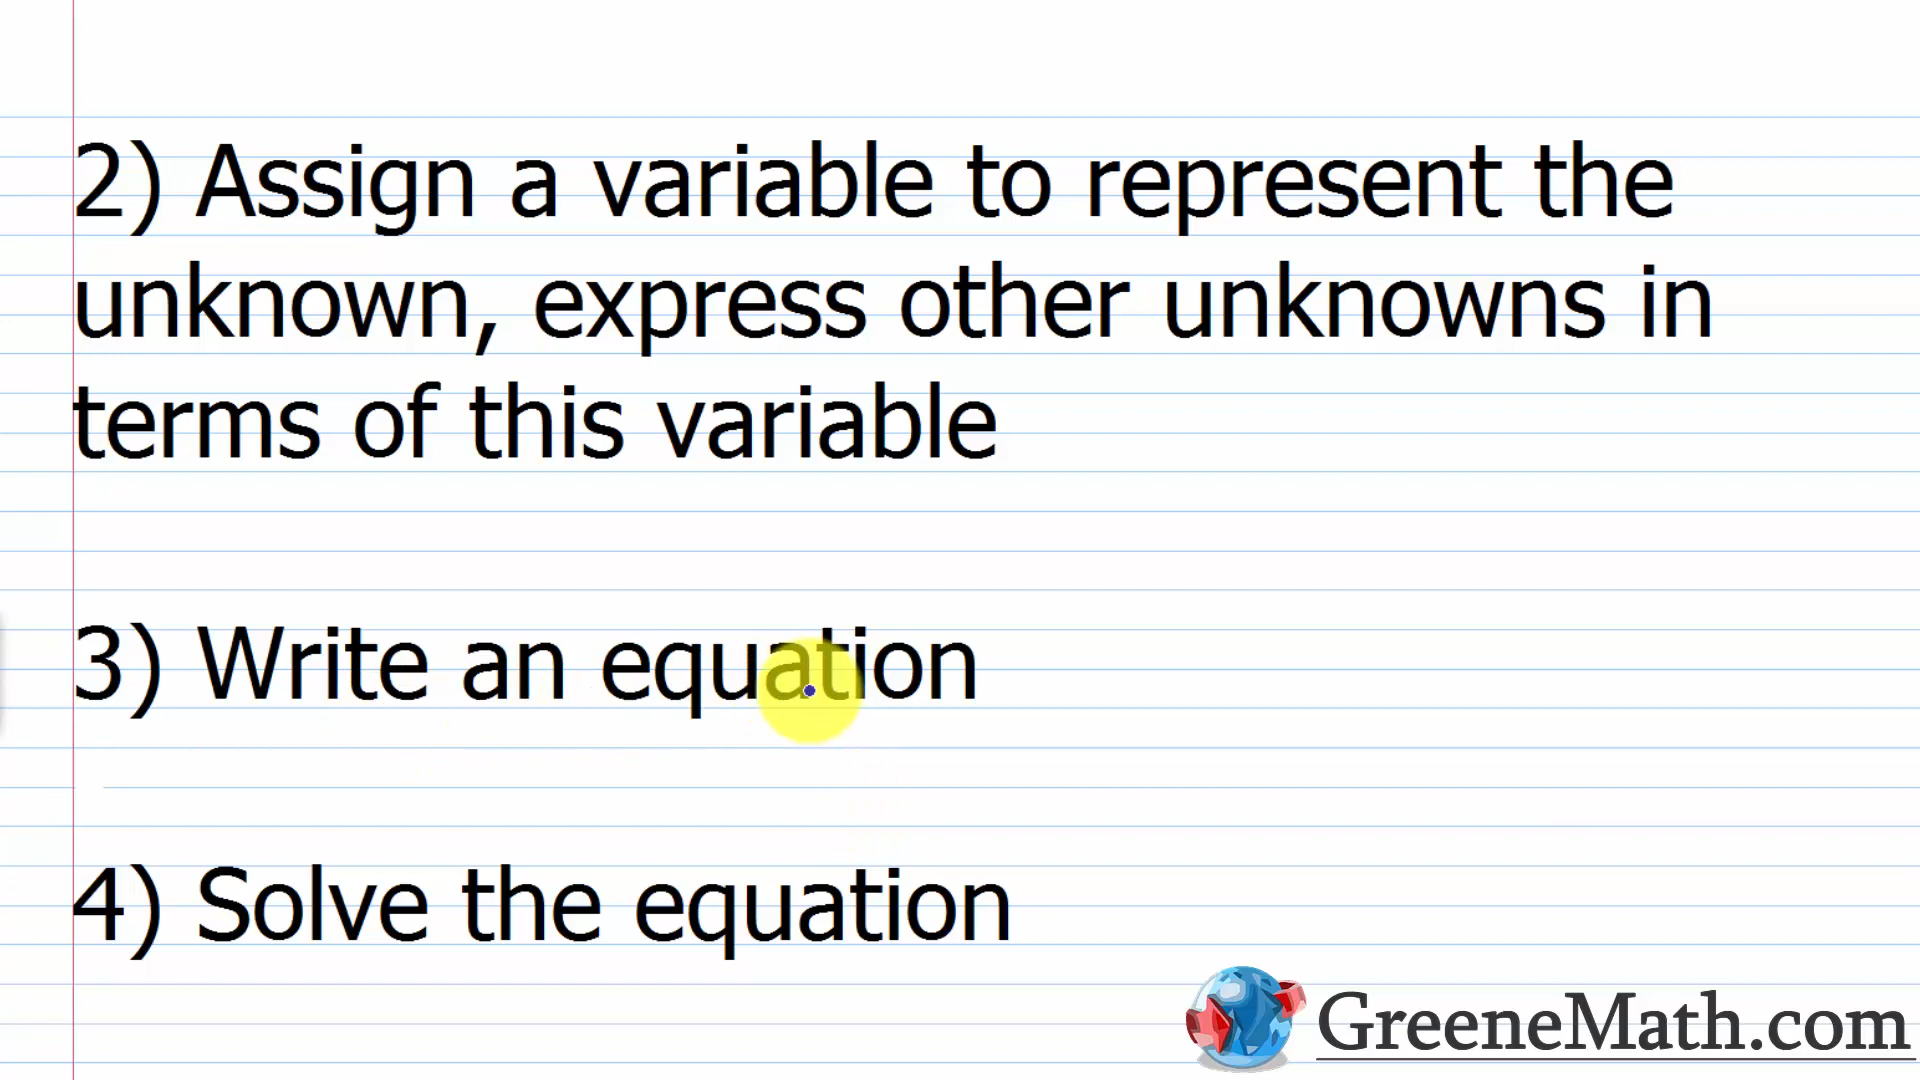 2) Assign a variable to represent the
unknown, express other unknowns in
terms of this variable
3) Write an equation
4) Solve the equation
GreeneMath.com